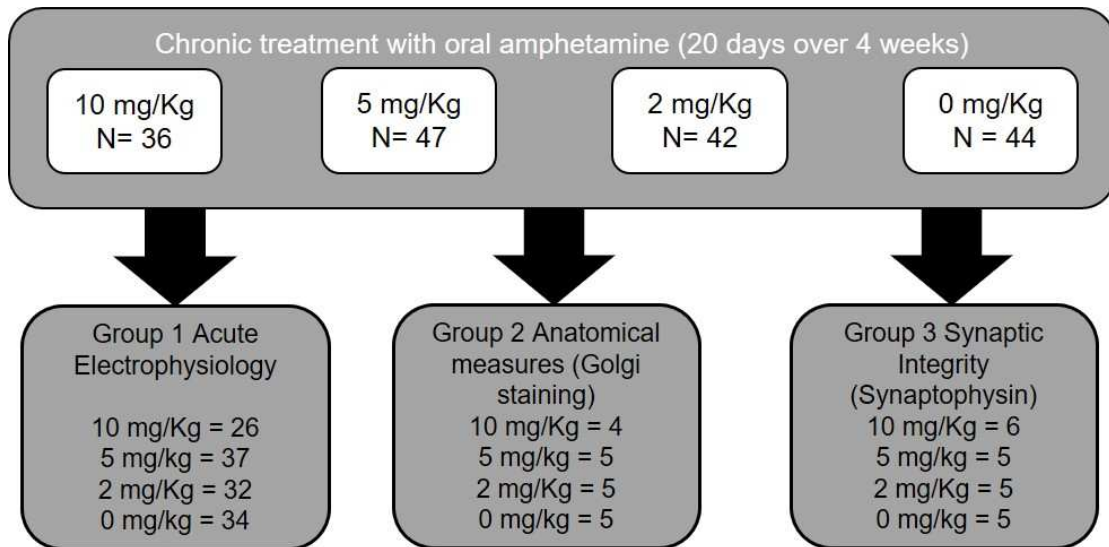 Chronic treatment with oral amphetamine (20 days over 4 weeks)
10 mg/Kg
N= 36
5 mg/Kg
N= 47
2 mg/Kg
N= 42
0 mg/Kg
N = 44
Group 1 Acute
Electrophysiology
10 mg/Kg = 26
5 mg/kg = 37
2 mg/Kg = 32
0 mg/kg = 34
Group 2 Anatomical
measures (Golgi
staining)
10 mg/Kg = 4
5 mg/kg = 5
2 mg/Kg = 5
0 mg/kg = 5
Group 3 Synaptic
Integrity
(Synaptophysin)
10 mg/Kg = 6
5 mg/kg = 5
2 mg/Kg = 5
0 mg/kg = 5